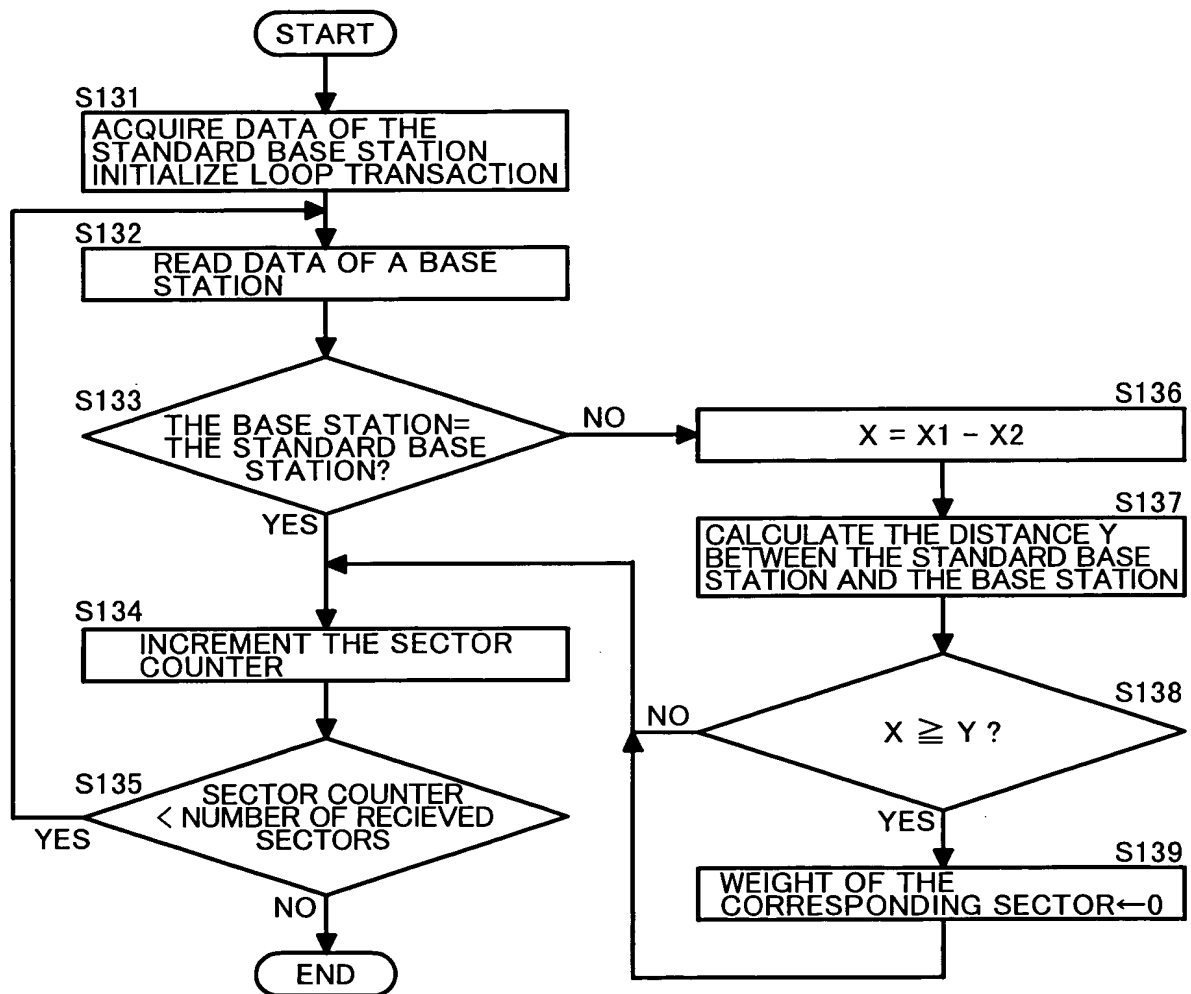 START
S131
ACQUIRE DATA OF THE
STANDARD BASE STATION
INITIALIZE LOOP TRANSACTION
S132
READ DATA OF A BASE
STATION
S133
THE BASE STATION=
THE STANDARD BASE
STATION?
NO
YES
S134
INCREMENT THE SECTOR
COUNTER
S135
SECTOR COUNTER
< NUMBER OF RECIEVED
SECTORS
YES
NO
END
S136
X = X1 - X2
S137
CALCULATE THE DISTANCE Y
BETWEEN THE STANDARD BASE
STATION AND THE BASE STATION
S138
X ≧ Y ?
NO
YES
S139
WEIGHT OF THE
CORRESPONDING SECTOR←0